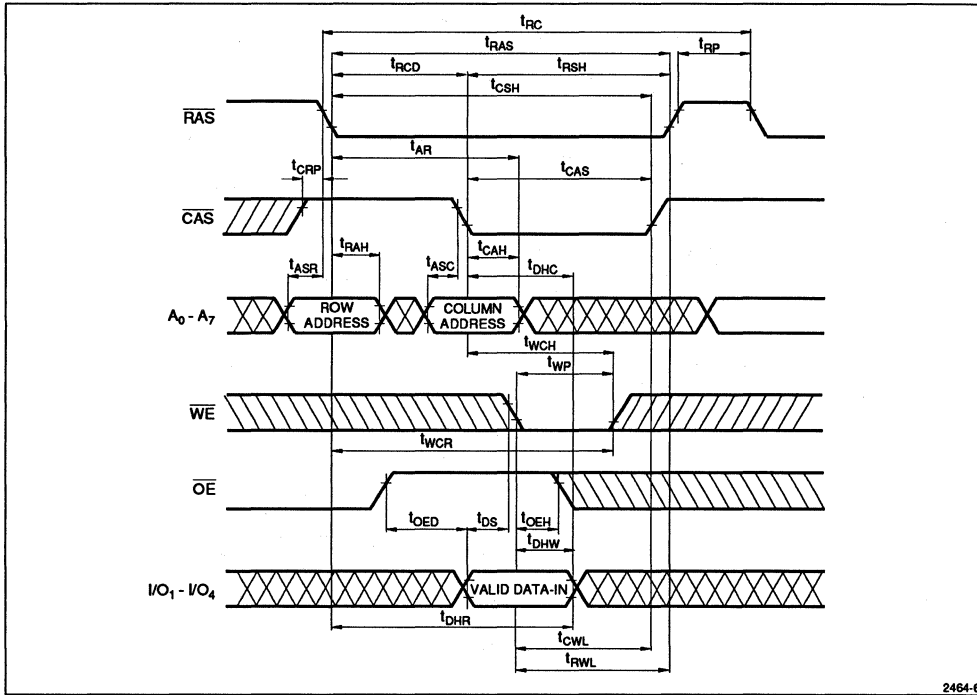 tRC
tRAS
tRP
tRCD
tRSH
tCSH
RAS
tAR
tCRP
tCAS
CAS
tRAH
tCAH
tASR
tASC
tDHC
A0 - A7
ROW ADDRESS
COLUMN ADDRESS
tWCH
tWP
WE
tWCR
OE
tOED
tDS
tOEH
tDHW
I/O1 - I/O4
VALID DATA-IN
tDHR
tCWL
tRWL
2464-6